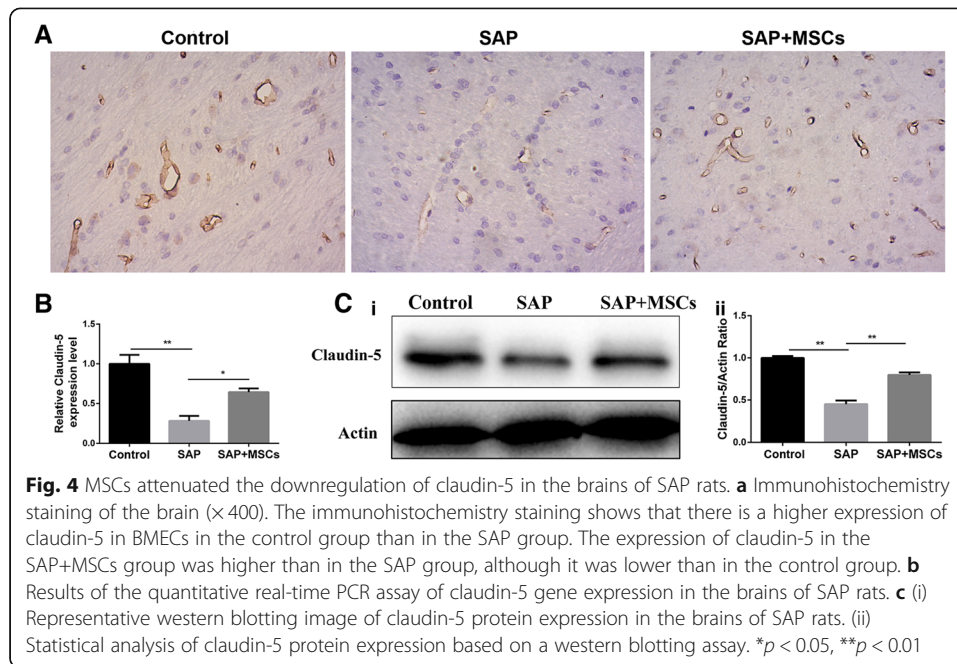 A
Control
SAP
SAP+MSCs
B
Relative Claudin-5
expression level
1.5
1.0
0.5
0.0
**
*
Control
SAP
SAP+MSCs
C
i
Control
SAP
SAP+MSCs
Claudin-5
Actin
ii
Claudin-5/Actin Ratio
1.5
1.0
0.5
0.0
**
**
Control
SAP
SAP+MSCs
Fig. 4 MSCs attenuated the downregulation of claudin-5 in the brains of SAP rats. a Immunohistochemistry
staining of the brain (× 400). The immunohistochemistry staining shows that there is a higher expression of
claudin-5 in BMECs in the control group than in the SAP group. The expression of claudin-5 in the
SAP+MSCs group was higher than in the SAP group, although it was lower than in the control group. b
Results of the quantitative real-time PCR assay of claudin-5 gene expression in the brains of SAP rats. c (i)
Representative western blotting image of claudin-5 protein expression in the brains of SAP rats. (ii)
Statistical analysis of claudin-5 protein expression based on a western blotting assay. *p < 0.05, **p < 0.01